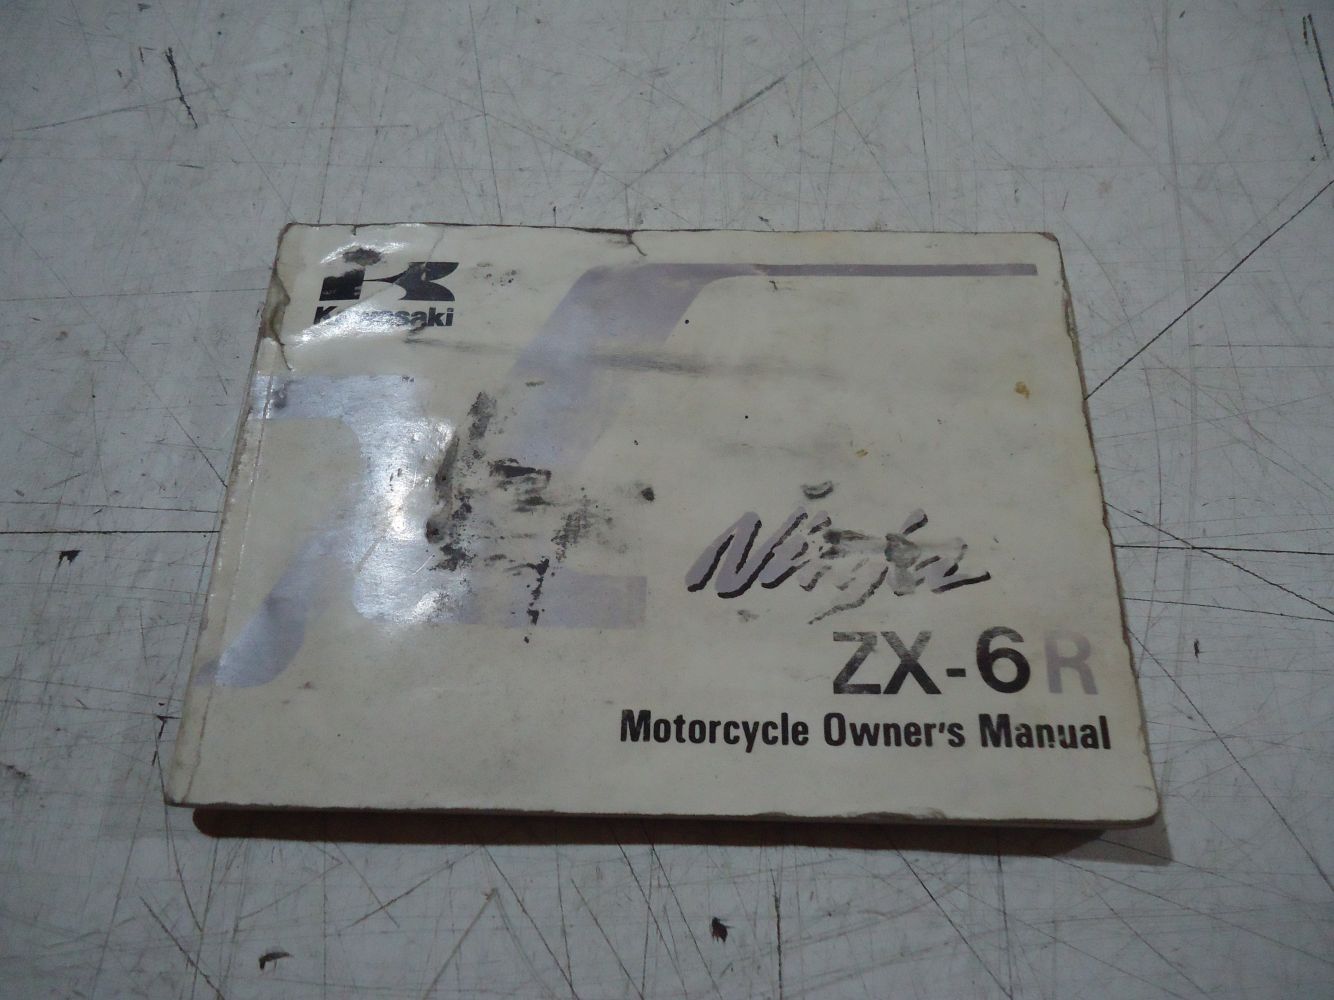 Kawasaki
Ninja
ZX-6R
Motorcycle Owner's Manual